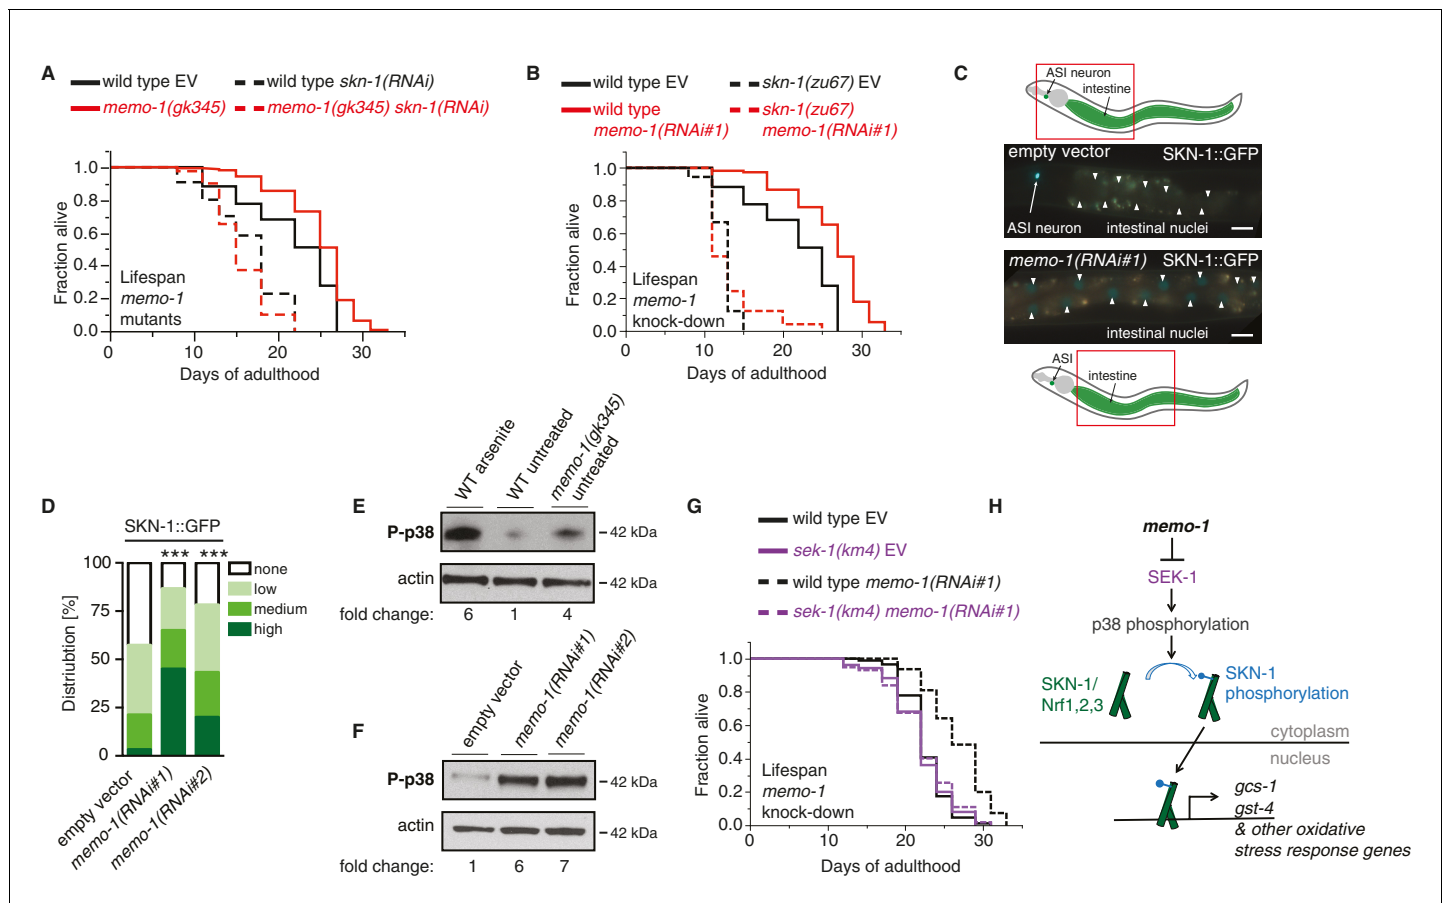 A
wild type EV
wild type skn-1(RNAi)
memo-1(gk345)
memo-1(gk345) skn-1(RNAi)
1.0
0.8
0.6
0.4
0.2
0.0
Fraction alive
Lifespan
memo-1
mutants
0
10
20
30
Days of adulthood
B
wild type EV
skn-1(zu67) EV
wild type
memo-1(RNAi#1)
skn-1(zu67)
memo-1(RNAi#1)
1.0
0.8
0.6
0.4
0.2
0.0
Fraction alive
Lifespan
memo-1
knock-down
0
10
20
30
Days of adulthood
C
ASI neuron
intestine
empty vector
SKN-1::GFP
ASI neuron
intestinal nuclei
memo-1(RNAi#1)
SKN-1::GFP
intestinal nuclei
ASI
intestine
D
SKN-1::GFP
***
***
100
75
50
25
0
Distriubtion [%]
none
low
medium
high
empty vector
memo-1(RNAi#1)
memo-1(RNAi#2)
E
WT arsenite
WT untreated
memo-1(gk345)
untreated
P-p38
42 kDa
actin
42 kDa
fold change:
6
1
4
F
empty vector
memo-1(RNAi#1)
memo-1(RNAi#2)
P-p38
42 kDa
actin
42 kDa
fold change:
1
6
7
G
wild type EV
sek-1(km4) EV
wild type memo-1(RNAi#1)
sek-1(km4) memo-1(RNAi#1)
1.0
0.8
0.6
0.4
0.2
0.0
Fraction alive
Lifespan
memo-1
knock-down
0
10
20
30
Days of adulthood
H
memo-1
SEK-1
p38 phosphorylation
SKN-1/
Nrf1,2,3
SKN-1
phosphorylation
cytoplasm
nucleus
gcs-1
gst-4
& other oxidative
stress response genes